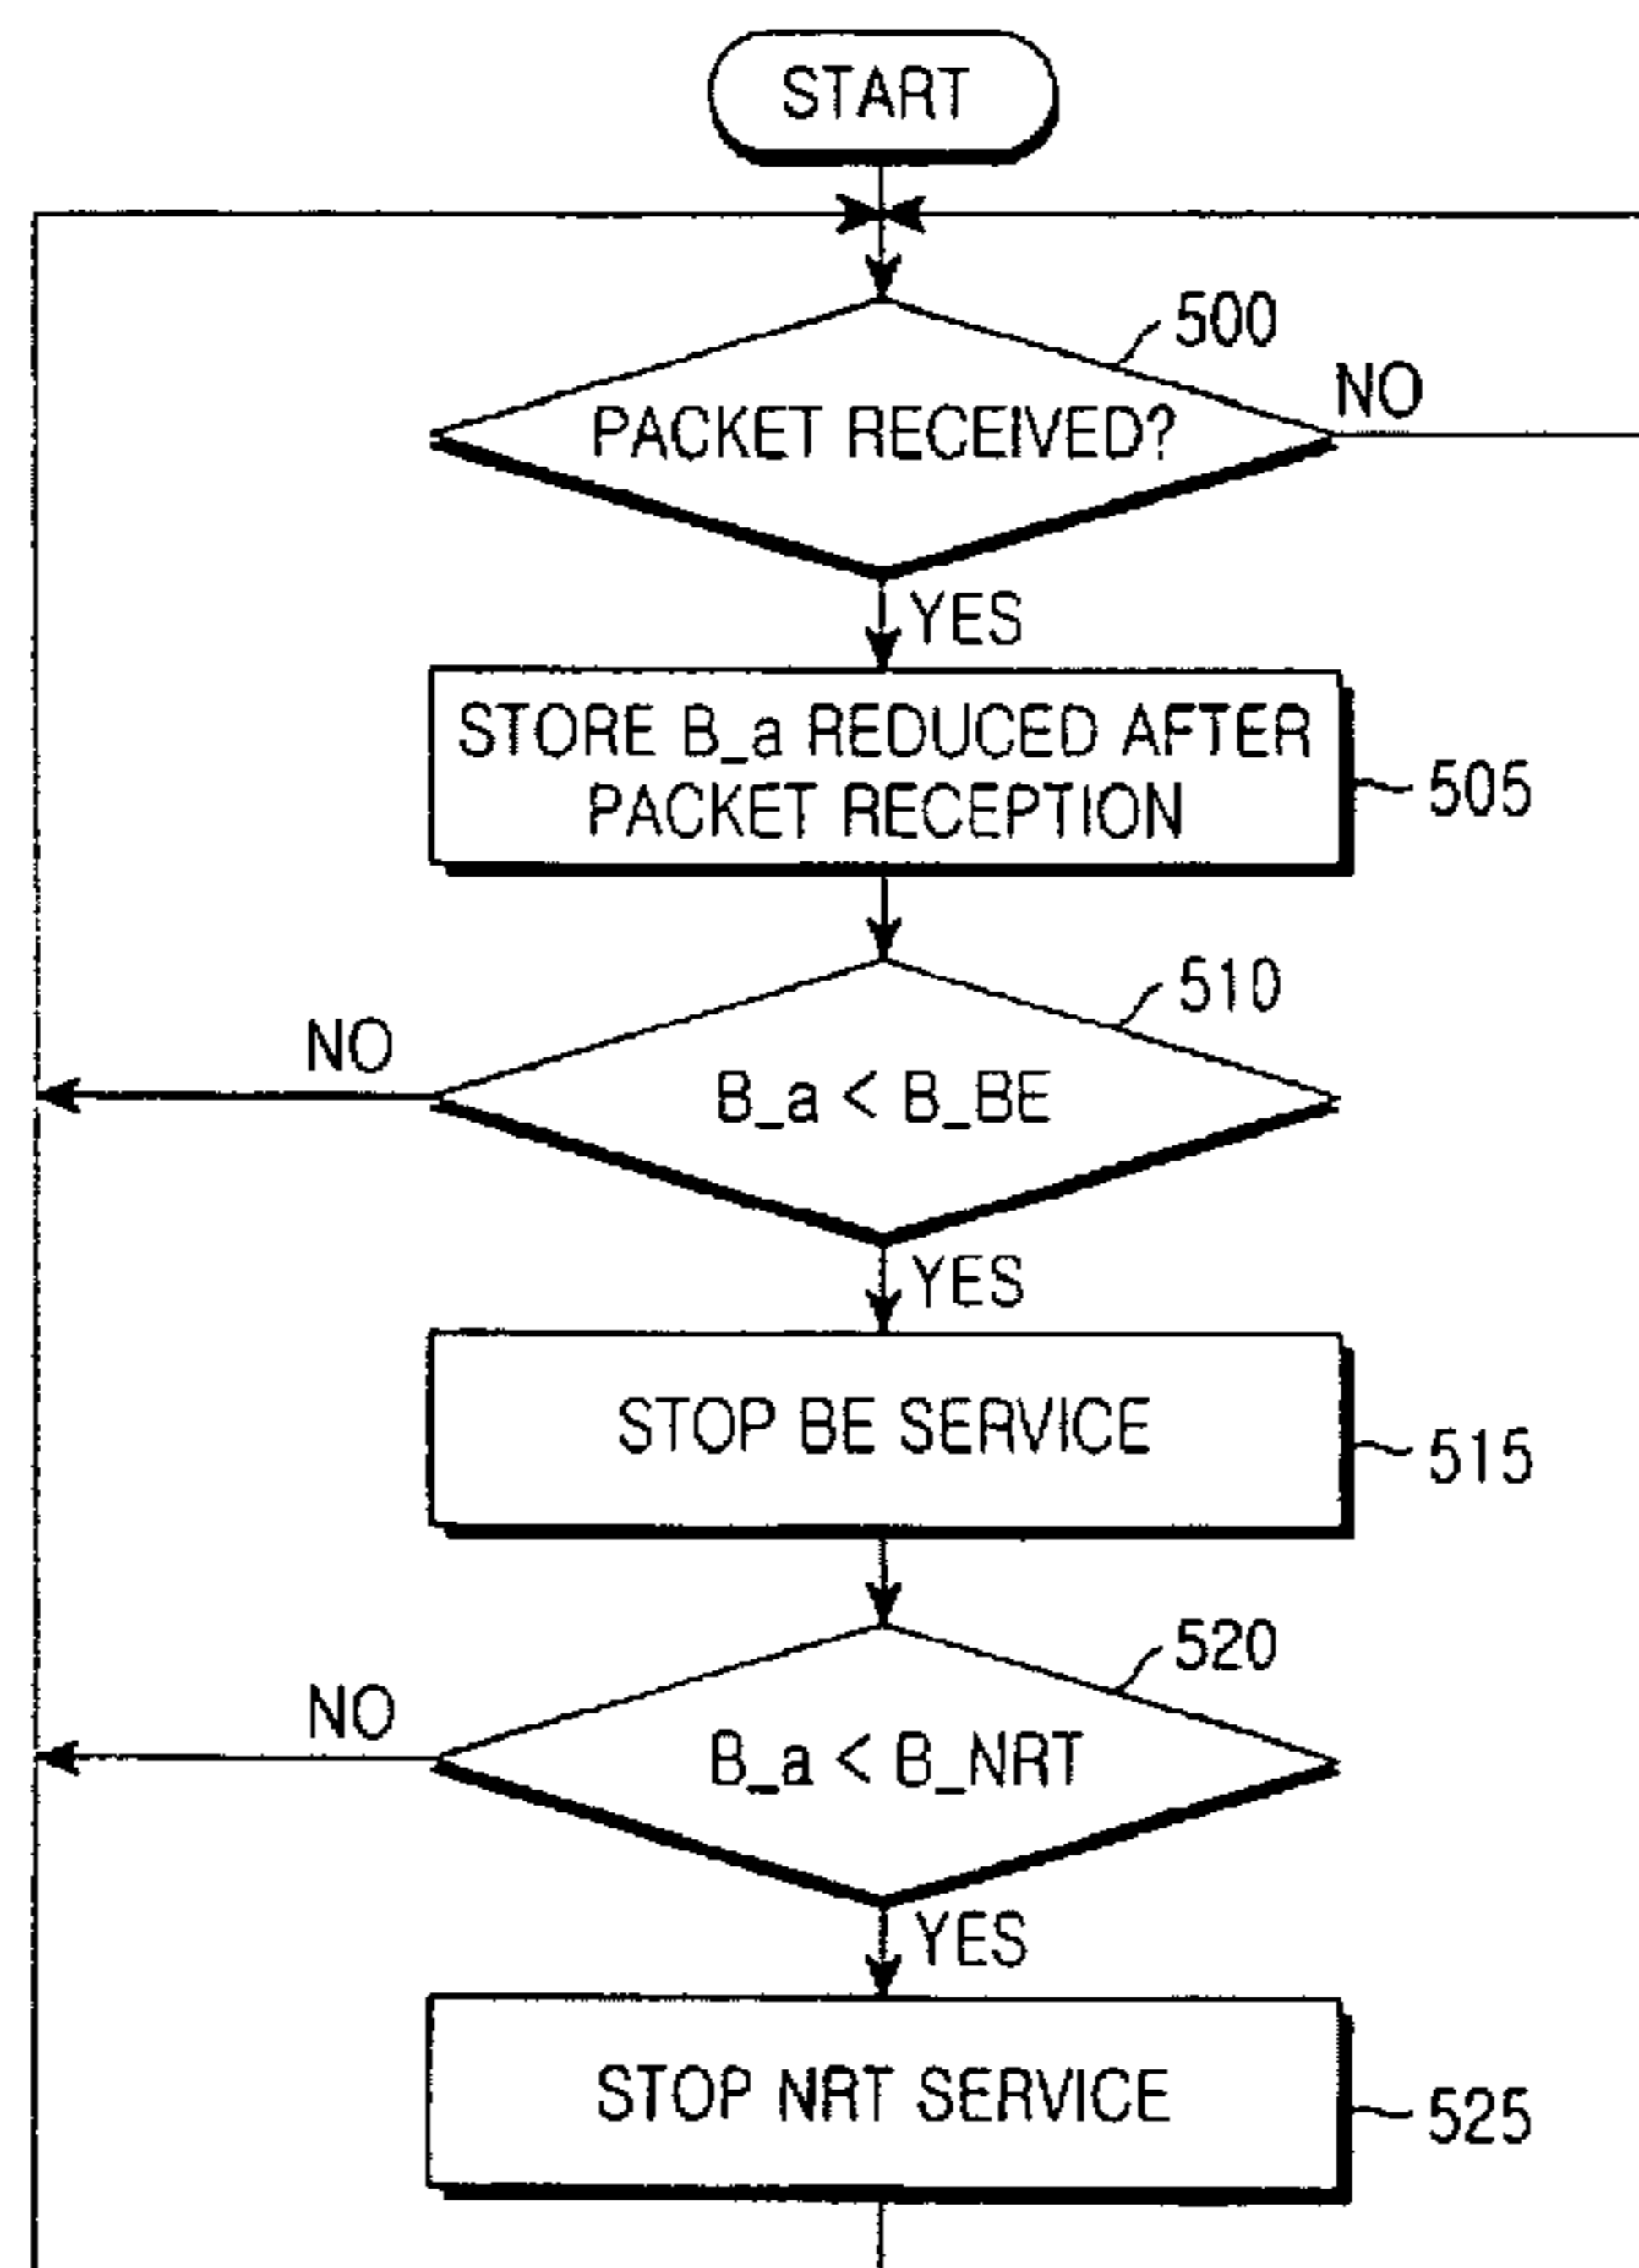 START
500
PACKET RECEIVED?
NO
YES
STORE B_a REDUCED AFTER
PACKET RECEPTION
505
510
NO
B_a < B_BE
YES
STOP BE SERVICE
515
520
NO
B_a < B_NRT
YES
STOP NRT SERVICE
525